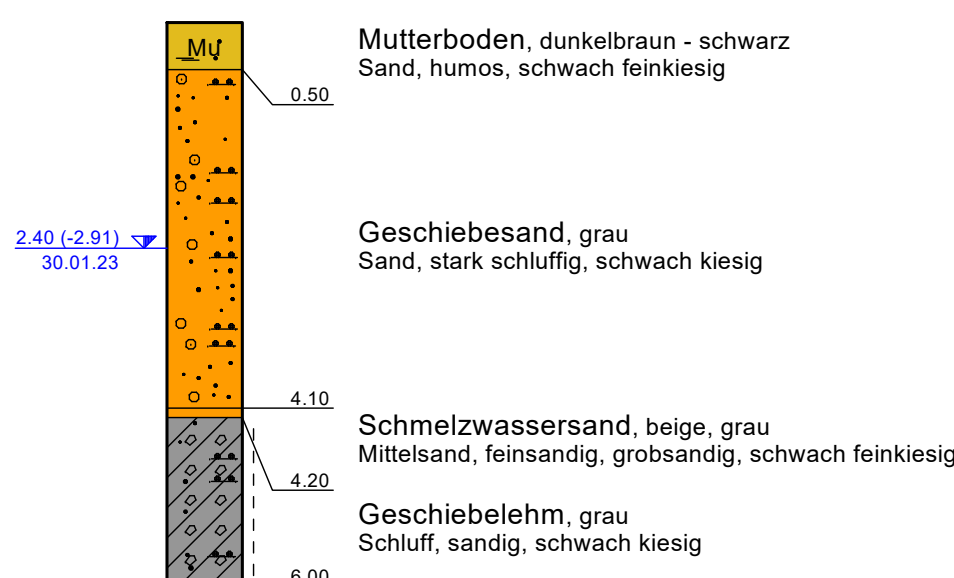 Mu
Mutterboden, dunkelbraun - schwarz
Sand, humos, schwach feinkiesig
0.50
2.40 (-2.91)
30.01.23
Geschiebesand, grau
Sand, stark schluffig, schwach kiesig
4.10
Schmelzwassersand, beige, grau
Mittelsand, feinsandig, grobsandig, schwach feinkiesig
4.20
Geschiebelehm, grau
Schluff, sandig, schwach kiesig
6.00